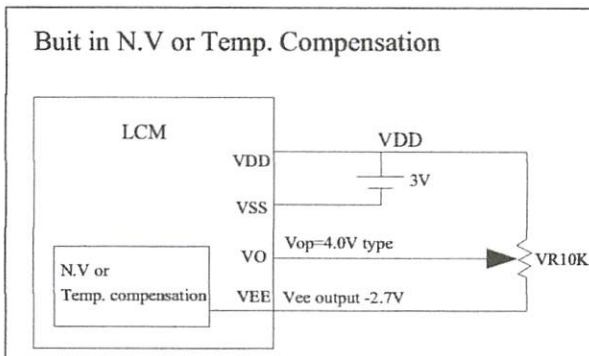 Buit in N.V or Temp. Compensation
LCM
VDD
VDD
3V
VSS
Vop=4.0V type
VO
VR10K
N.V or
Temp. compensation
VEE
Vee output -2.7V